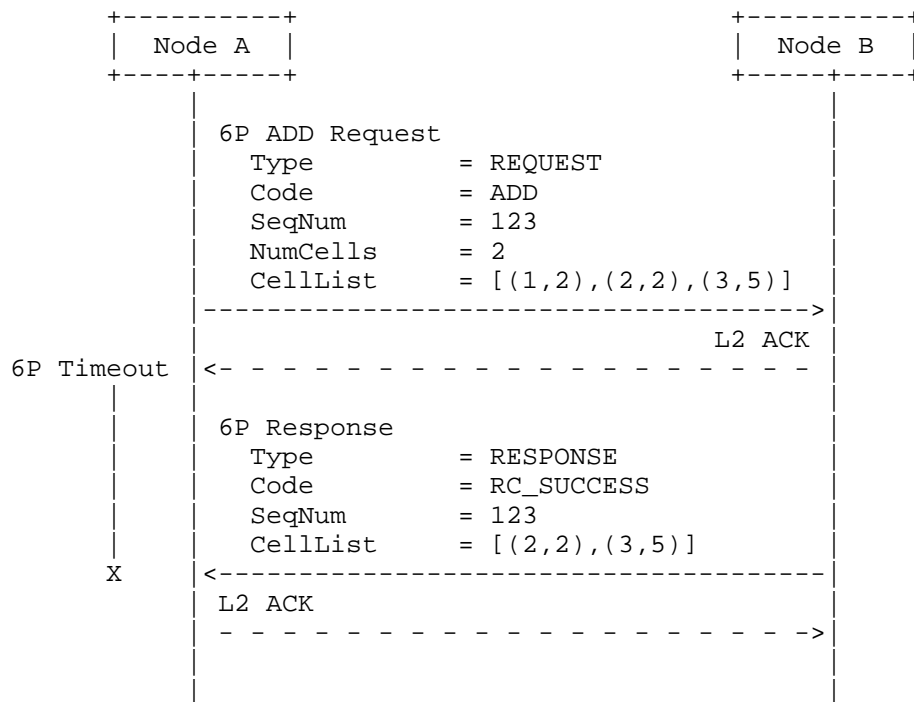 Node A Node B
6P ADD Request
Type = REQUEST
Code = ADD
SeqNum = 123
NumCells = 2
CellList = [(1,2),(2,2),(3,5)]
L2 ACK
6P Timeout
6P Response
Type = RESPONSE
Code = RC_SUCCESS
SeqNum = 123
CellList = [(2,2),(3,5)]
X
L2 ACK